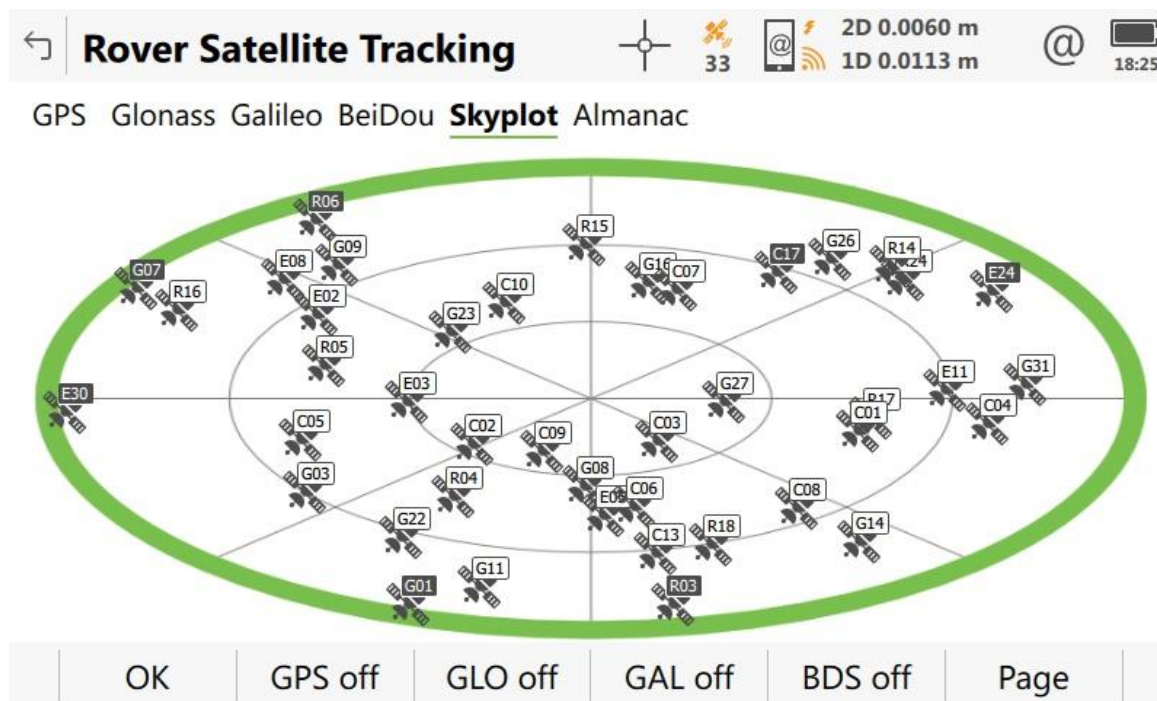 Rover Satellite Tracking
33
@
2D 0.0060 m
1D 0.0113 m
@
18:25
GPS Glonass Galileo BeiDou Skyplot Almanac
R06
R15
G09
G26
R14
E08
C17
G16
G07
C07
E24
R16
C10
E02
G23
R05
E03
G27
E11
G31
E30
R17
C01
C04
C05
C02
C03
C09
G03
R04
G08
E05
C06
C08
G22
C13
R18
G14
G11
G01
R03
OK GPS off GLO off GAL off BDS off Page